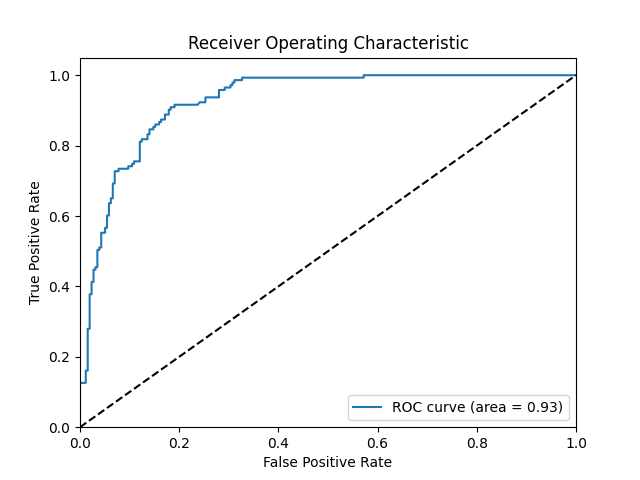 Receiver Operating Characteristic
1.0
0.8
0.6
0.4
0.2
0.0
True Positive Rate
ROC curve (area = 0.93)
0.0 0.2 0.4 0.6 0.8 1.0
False Positive Rate